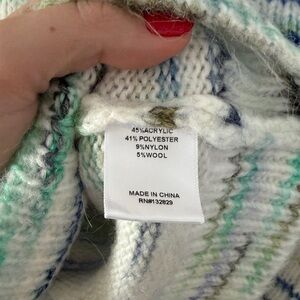 45%ACRYLIC
41% POLYESTER
9%NYLON
5%WOOL
MADE IN CHINA
RN#132829